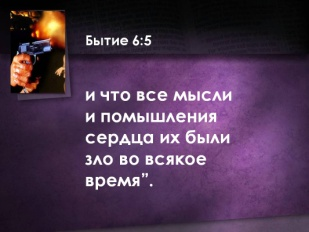 Бытие 6:5
и что все мысли
и помышления
сердца их были
зло во всякое
время”.